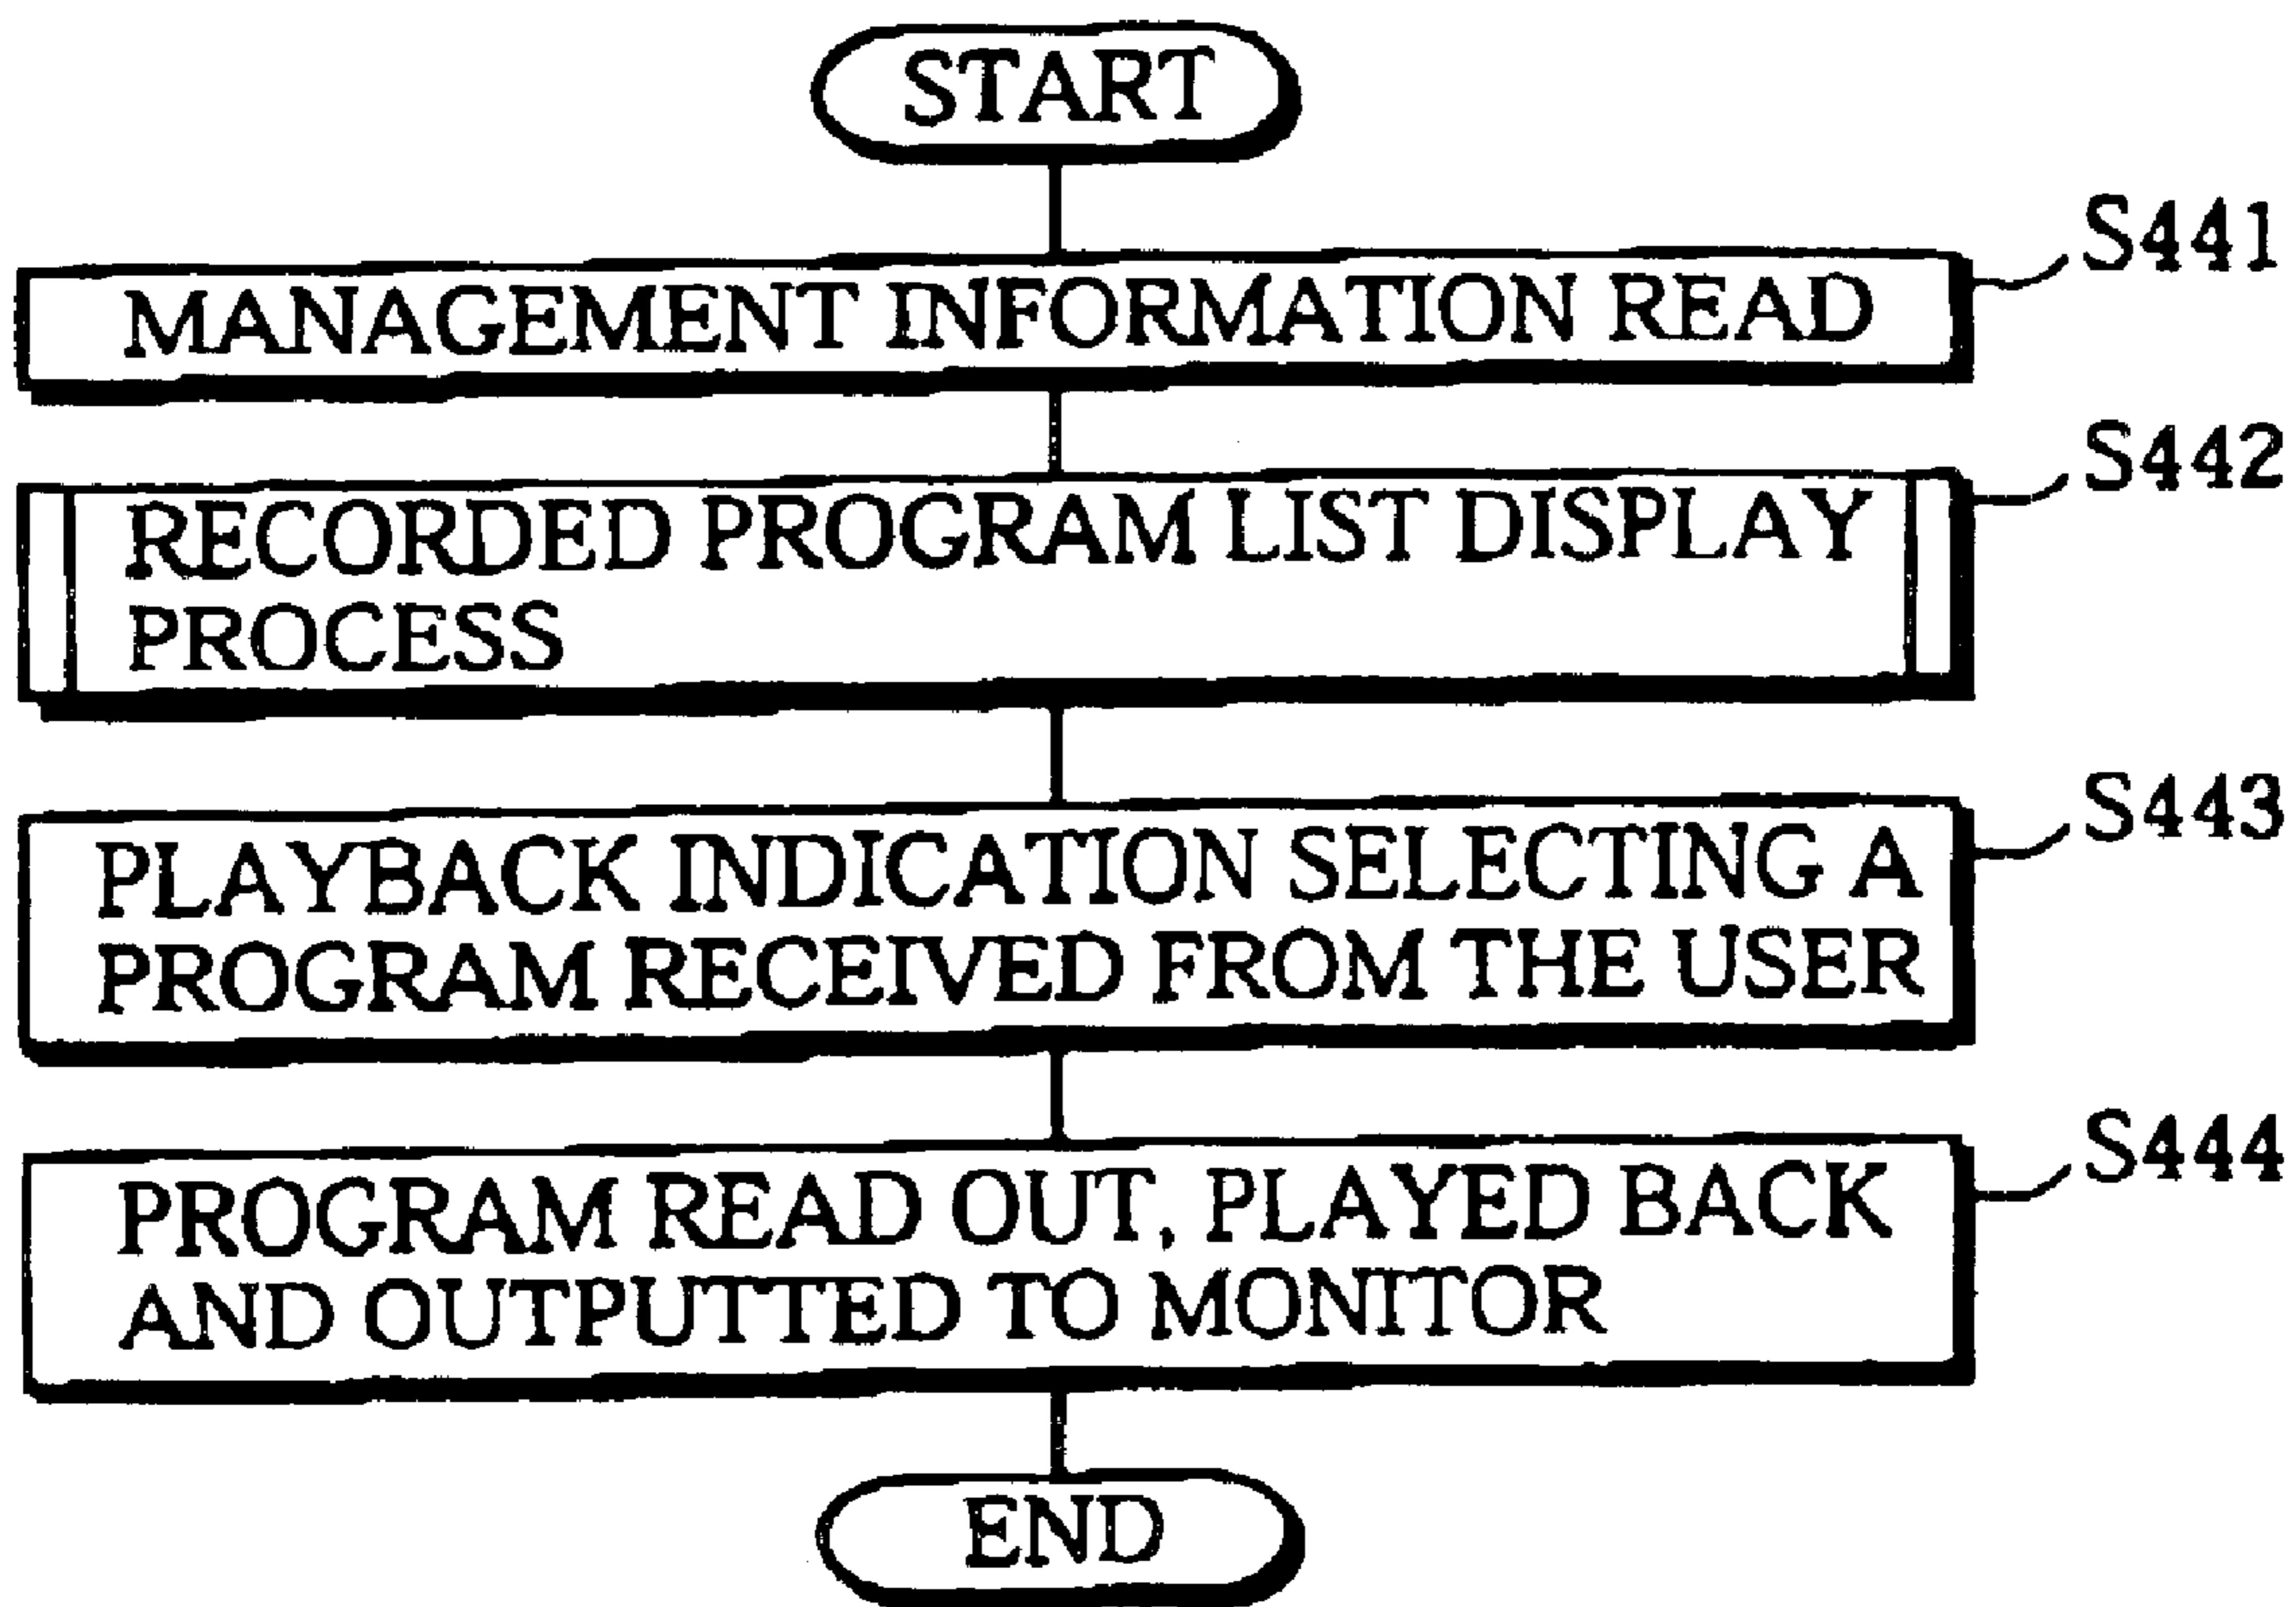 START
S441
MANAGEMENT INFORMATION READ
S442
RECORDED PROGRAM LIST DISPLAY
PROCESS
S443
PLAYBACK INDICATION SELECTING A
PROGRAM RECEIVED FROM THE USER
S444
PROGRAM READ OUT, PLAYED BACK
AND OUTPUTTED TO MONITOR
END